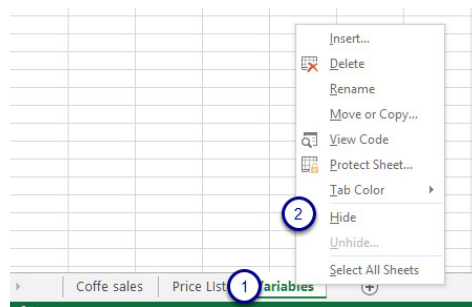 Insert...
Delete
Rename
Move or Copy...
View Code
Protect Sheet...
Tab Color
2
Hide
Unhide...
Select All Sheets
Coffe sales
Price LIst
1
ariables